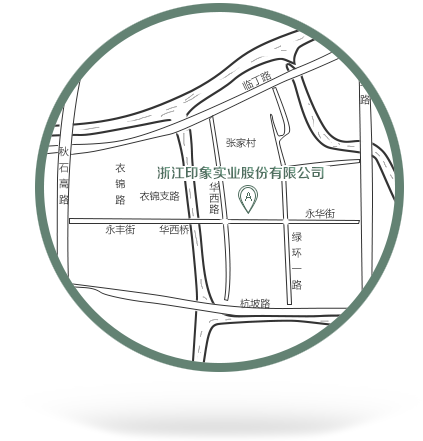 临丁路
路
张家村
秋石高路
衣锦路
浙江印象实业股份有限公司
华西路
衣锦支路
A
永华街
永丰街
华西桥
绿环一路
杭玻路